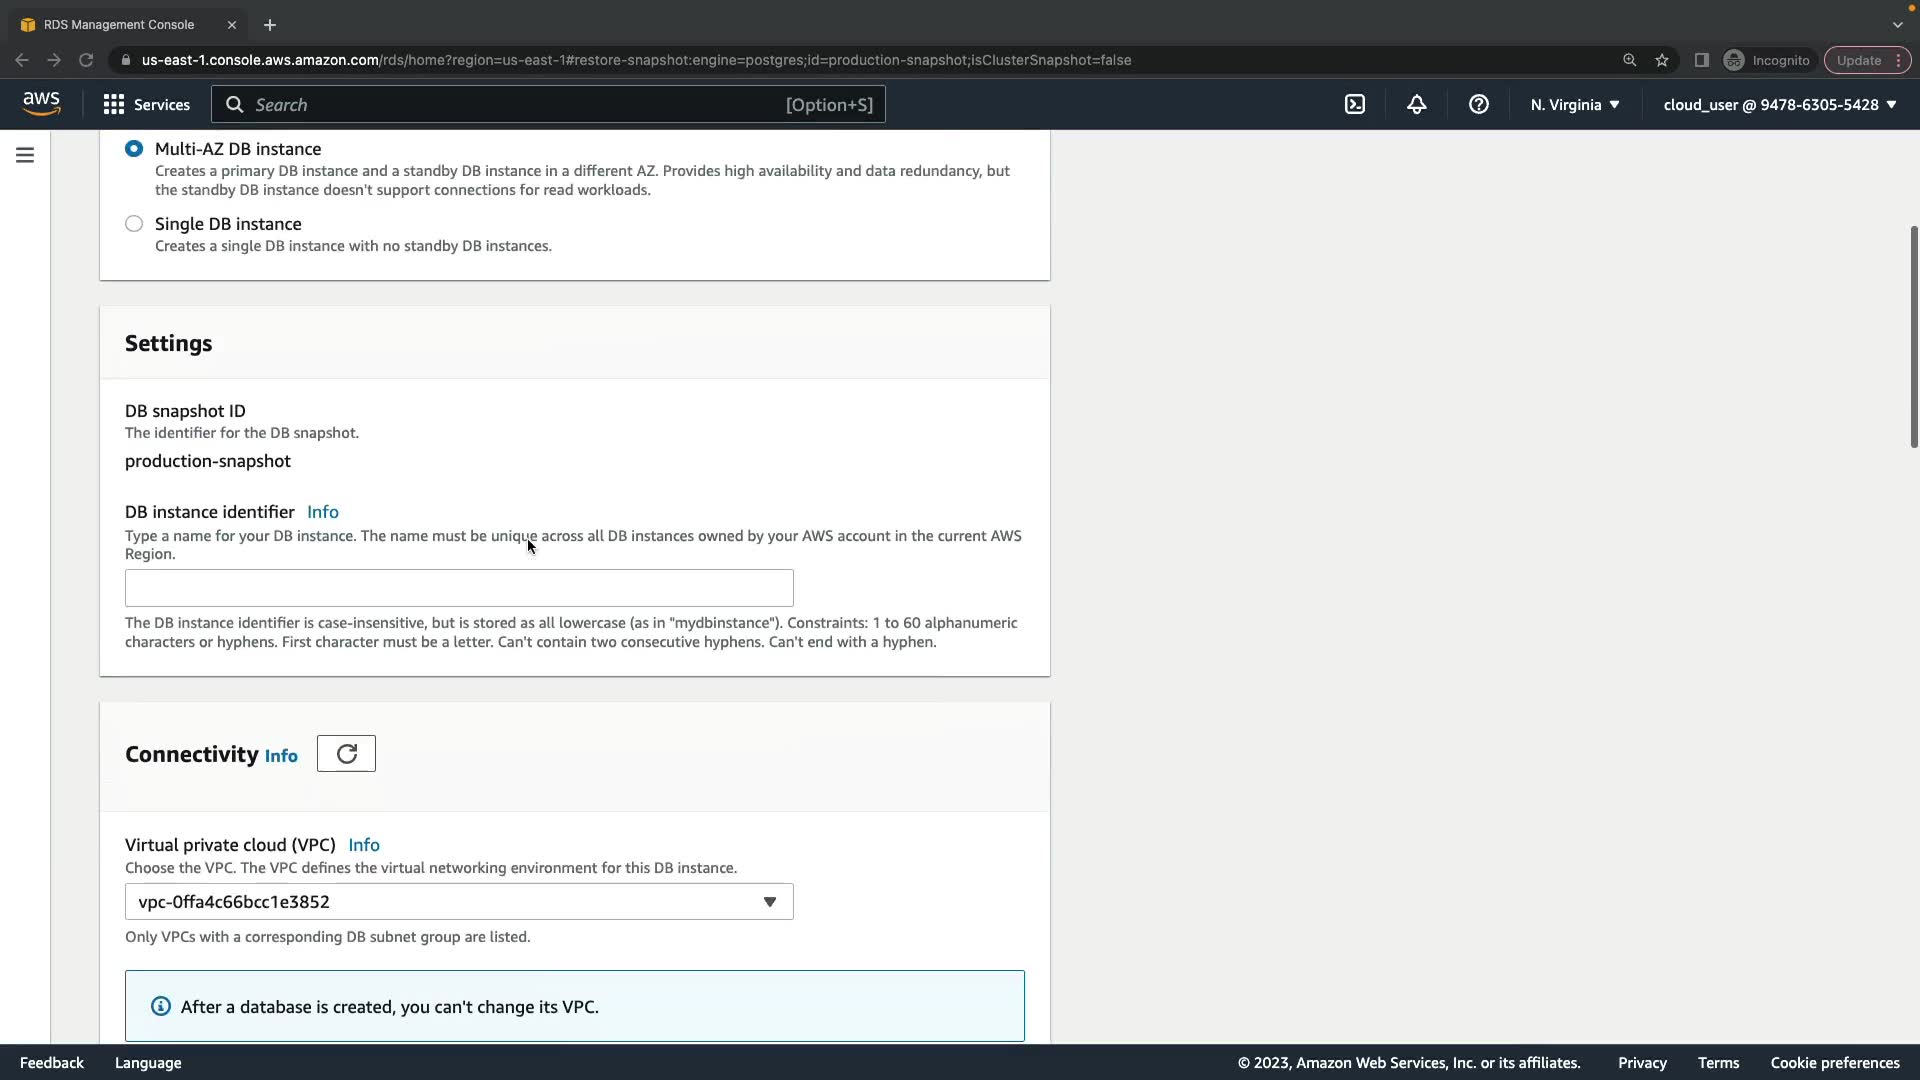 RDS Management Console
us-east-1.console.aws.amazon.com/rds/home?region=us-east-1#restore-snapshot:engine=postgres;id=production-snapshot;isClusterSnapshot=false
Incognito
Update
aws
Services
Search
[Option+S]
N. Virginia
cloud_user @ 9478-6305-5428
Multi-AZ DB instance
Creates a primary DB instance and a standby DB instance in a different AZ. Provides high availability and data redundancy, but
the standby DB instance doesn't support connections for read workloads.
Single DB instance
Creates a single DB instance with no standby DB instances.
Settings
DB snapshot ID
The identifier for the DB snapshot.
production-snapshot
DB instance identifier Info
Type a name for your DB instance. The name must be unique across all DB instances owned by your AWS account in the current AWS
Region.
The DB instance identifier is case-insensitive, but is stored as all lowercase (as in "mydbinstance"). Constraints: 1 to 60 alphanumeric
characters or hyphens. First character must be a letter. Can't contain two consecutive hyphens. Can't end with a hyphen.
Connectivity Info
Virtual private cloud (VPC) Info
Choose the VPC. The VPC defines the virtual networking environment for this DB instance.
vpc-0ffa4c66bcc1e3852
Only VPCs with a corresponding DB subnet group are listed.
After a database is created, you can't change its VPC.
Feedback
Language
© 2023, Amazon Web Services, Inc. or its affiliates.
Privacy
Terms
Cookie preferences